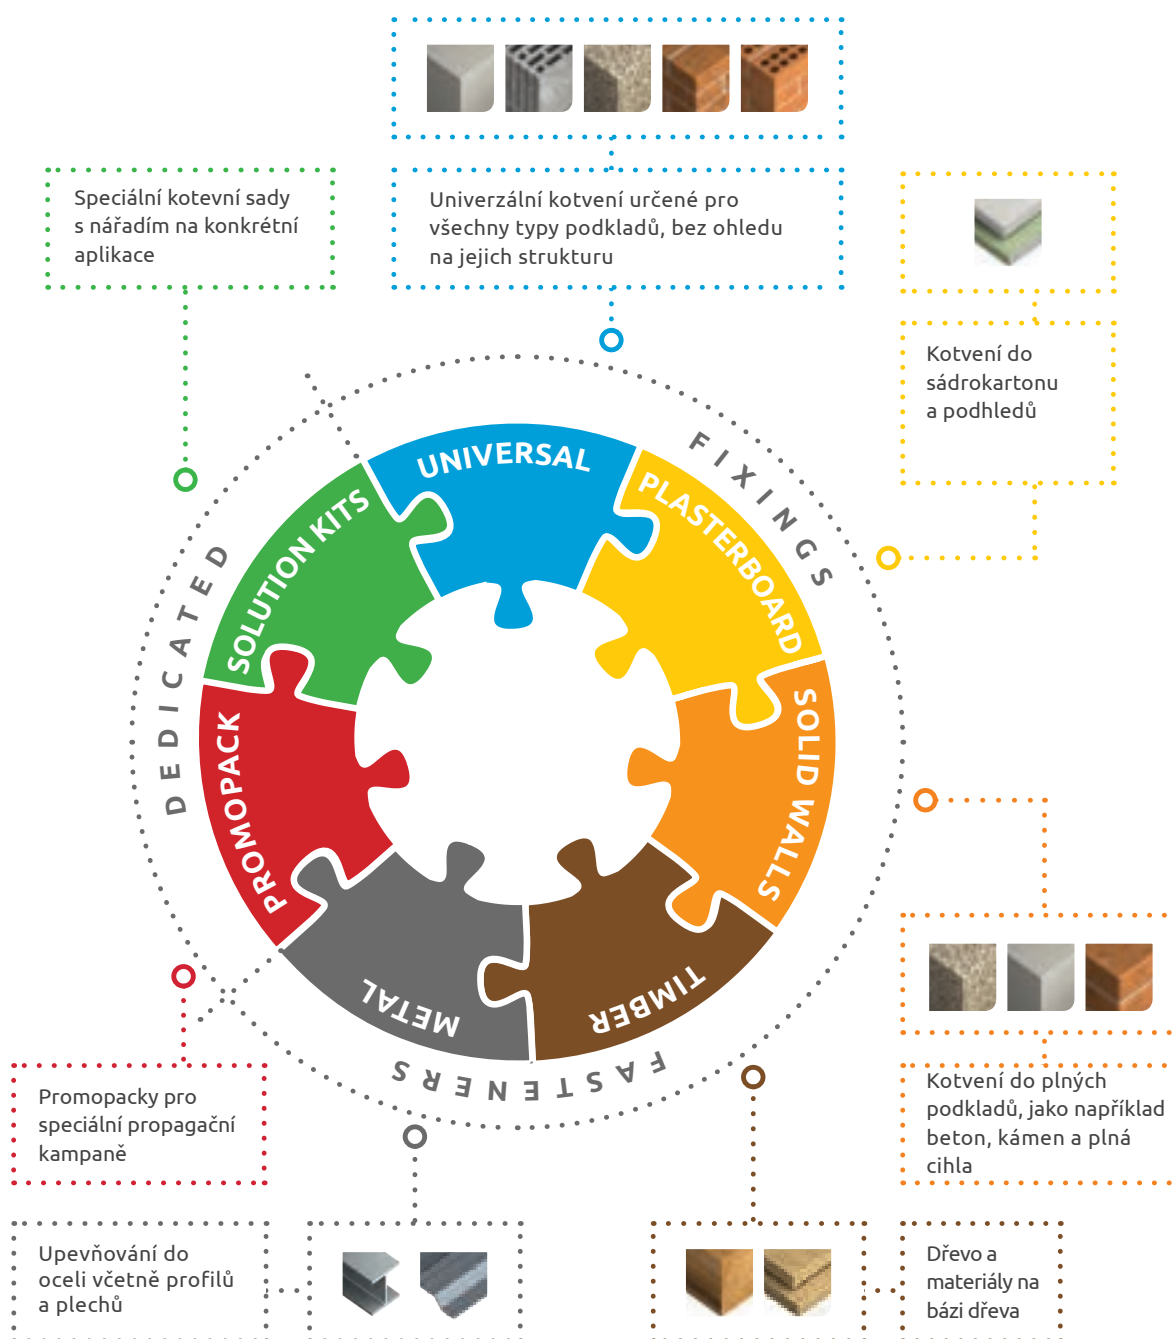 Speciální kotevní sady
s nářadím na konkrétní
aplikace
Univerzální kotvení určené pro
všechny typy podkladů, bez ohledu
na jejich strukturu
Kotvení do
sádrokartonu
a podhledů
FIXINGS
DEDICATED
FASTENERS
UNIVERSAL
PLASTERBOARD
SOLID WALLS
TIMBER
METAL
PROMOPACK
SOLUTION KITS
Promopacky pro
speciální propagační
kampaně
Kotvení do plných
podkladů, jako například
beton, kámen a plná
cihla
Upevňování do
oceli včetně profilů
a plechů
Dřevo a
materiály na
bázi dřeva